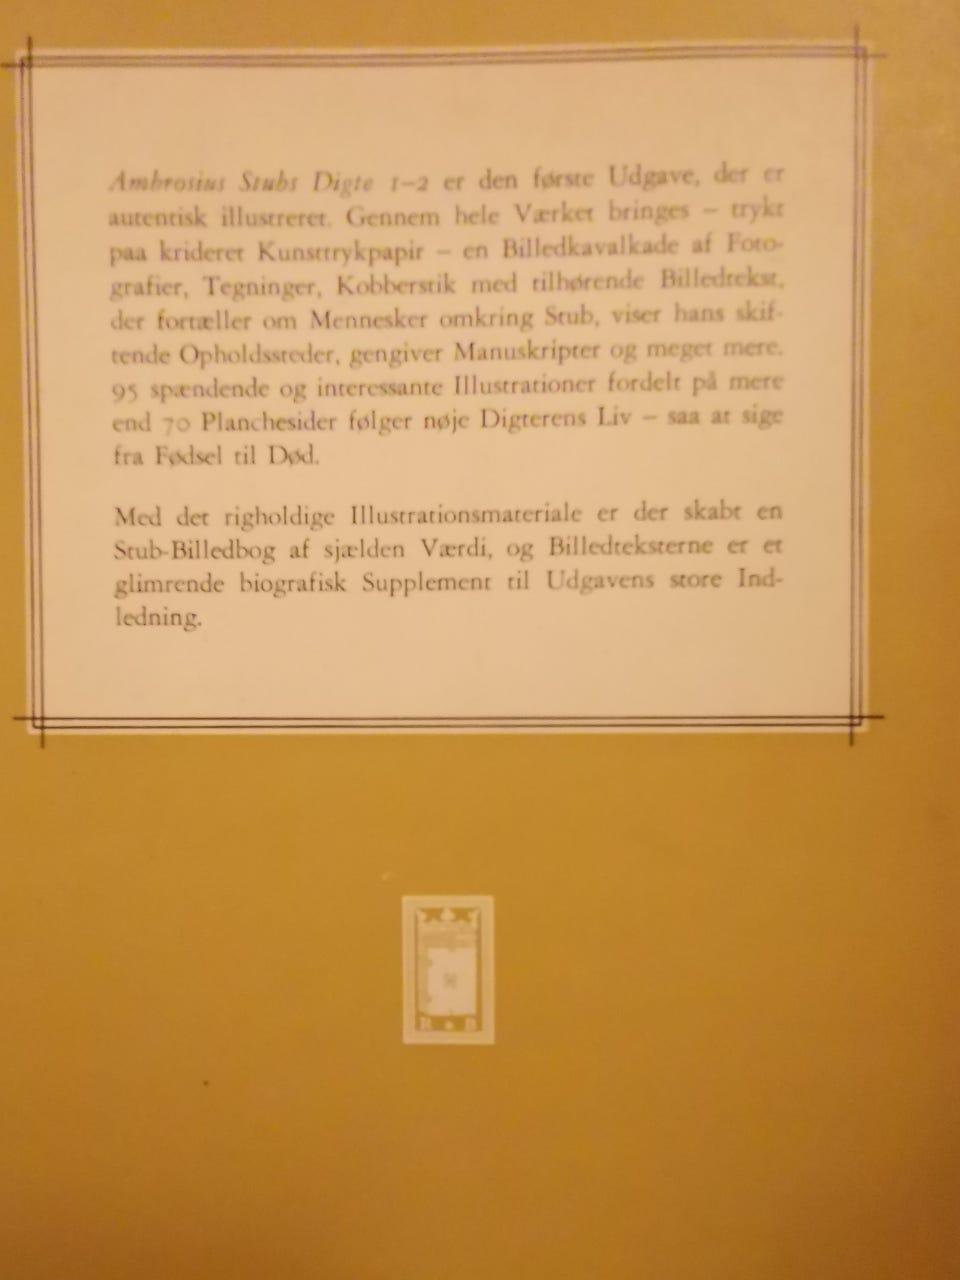 Ambrosius Stubs Digte 1–2 er den første Udgave, der er
autentisk illustreret. Gennem hele Værket bringes – trykt
paa krideret Kunsttrykpapir – en Billedkavalkade af Foto-
grafier, Tegninger, Kobberstik med tilhørende Billedtekst,
der fortæller om Mennesker omkring Stub, viser hans skif-
tende Opholdssteder, gengiver Manuskripter og meget mere.
95 spændende og interessante Illustrationer fordelt på mere
end 70 Planchesider følger nøje Digterens Liv – saa at sige
fra Fødsel til Død.
Med det righoldige Illustrationsmateriale er der skabt en
Stub-Billedbog af sjælden Værdi, og Billedteksterne er et
glimrende biografisk Supplement til Udgavens store Ind-
ledning.